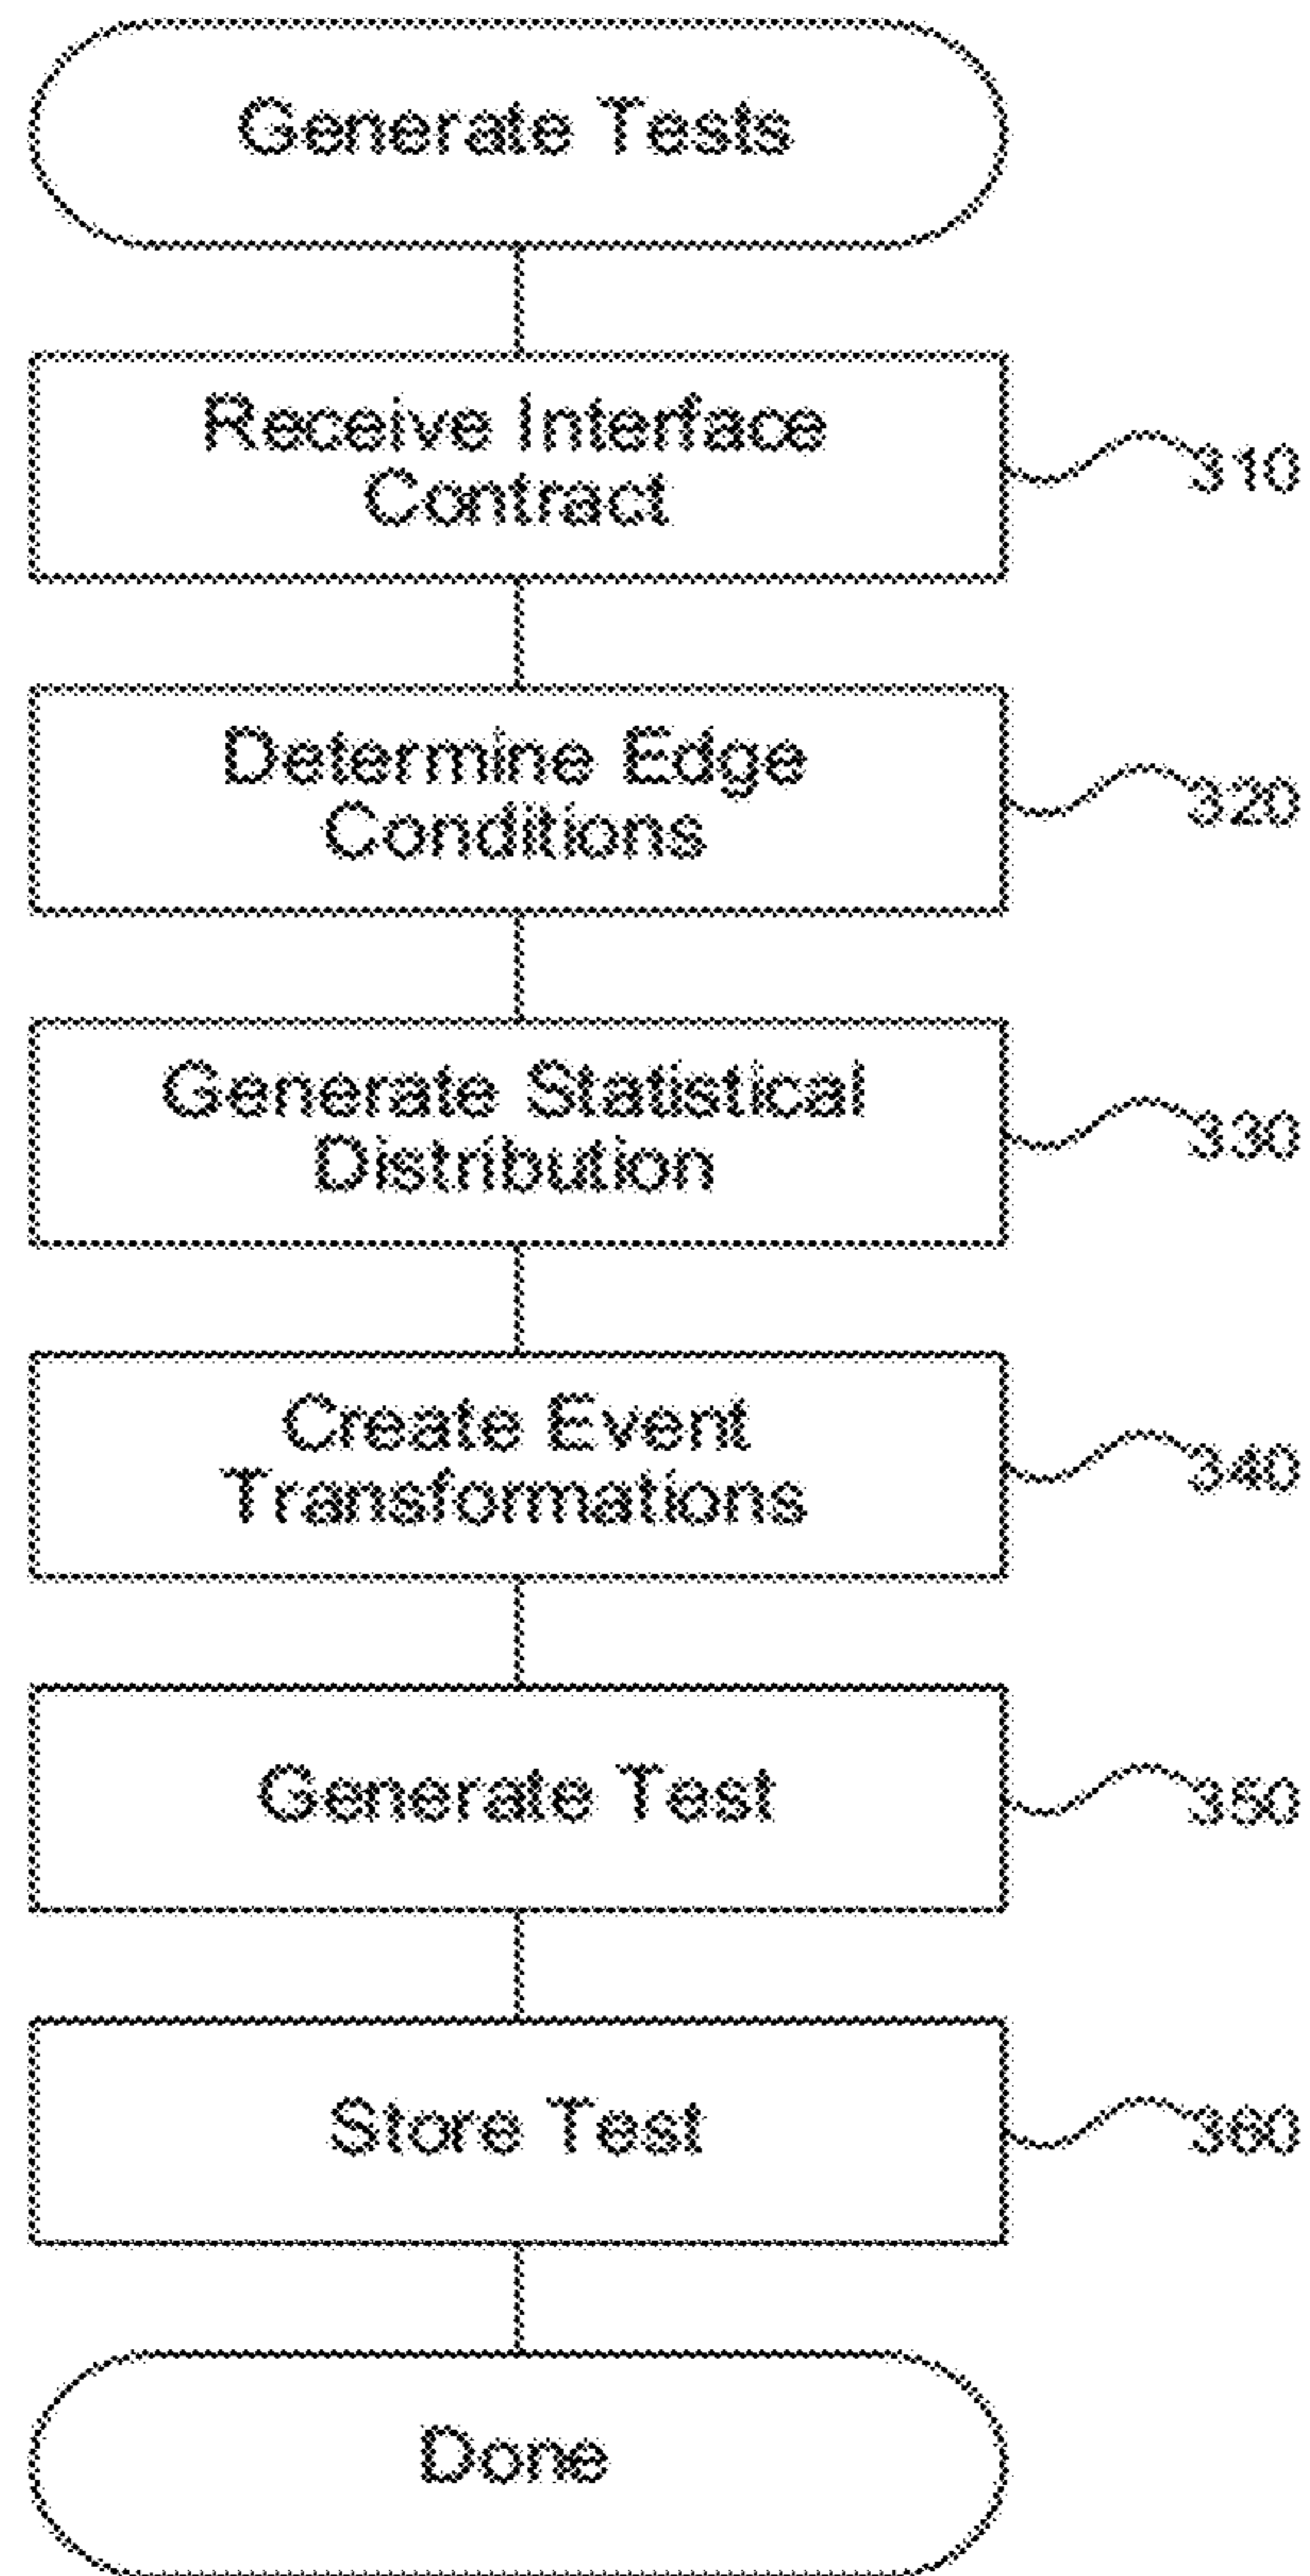 Generate Tests
Receive Interface
Contract
310
Determine Edge
Conditions
320
Generate Statistical
Distribution
330
Create Event
Transformations
340
Generate Test
350
Store Test
360
Done